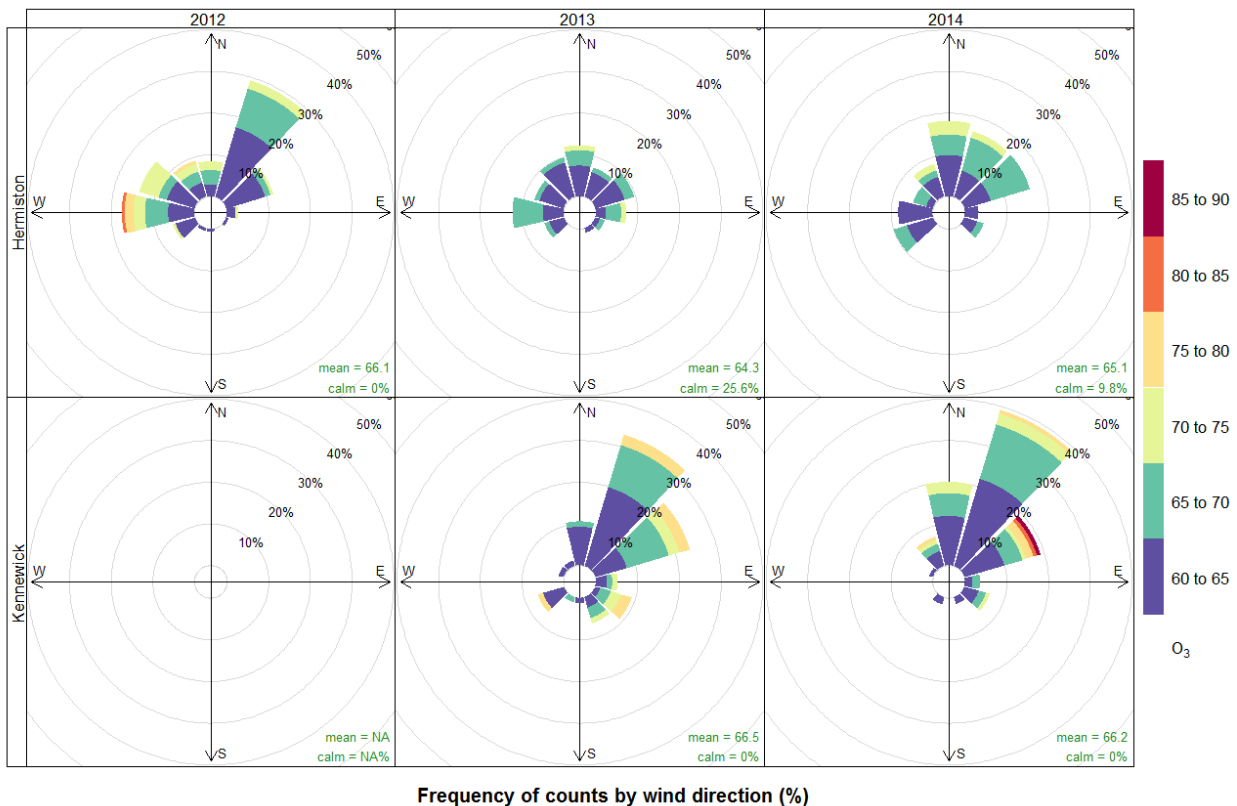 2012
2013
2014
Hermiston
N
S
W
E
10%
20%
30%
40%
50%
mean = 66.1
calm = 0%
N
S
W
E
10%
20%
30%
40%
50%
mean = 64.3
calm = 25.6%
N
S
W
E
10%
20%
30%
40%
50%
mean = 65.1
calm = 9.8%
Kennewick
N
S
W
E
10%
20%
30%
40%
50%
mean = NA
calm = NA%
N
S
W
E
10%
20%
30%
40%
50%
mean = 66.5
calm = 0%
N
S
W
E
10%
20%
30%
40%
50%
mean = 66.2
calm = 0%
85 to 90
80 to 85
75 to 80
70 to 75
65 to 70
60 to 65
O₃
Frequency of counts by wind direction (%)